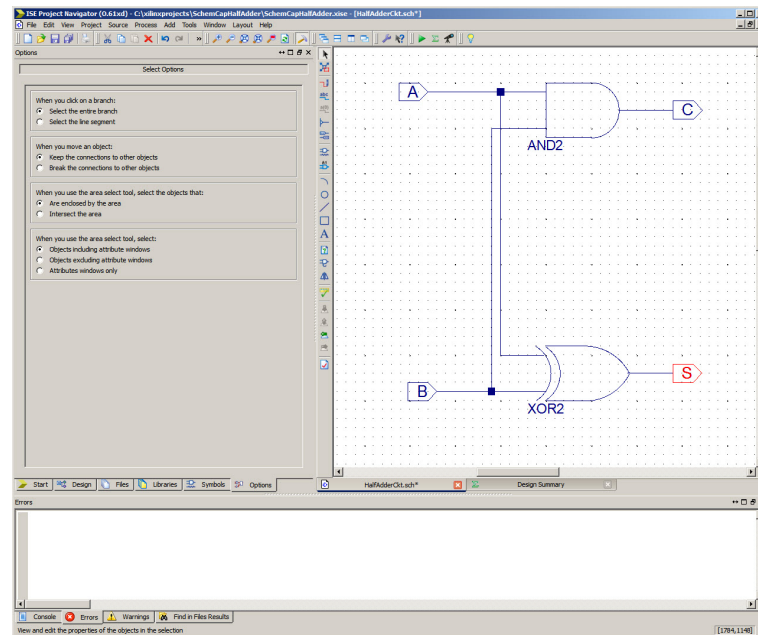 ISE Project Navigator (O.61xd) - C:\xilinxprojects\SchemCapHalfAdder\SchemCapHalfAdder.xise - [HalfAdderCkt.sch*]
File Edit View Project Source Process Add Tools Window Layout Help
Options
Select Options
When you click on a branch:
Select the entire branch
Select the line segment
When you move an object:
Keep the connections to other objects
Break the connections to other objects
When you use the area select tool, select the objects that:
Are enclosed by the area
Intersect the area
When you use the area select tool, select:
Objects including attribute windows
Objects excluding attribute windows
Attributes windows only
A
C
AND2
B
S
XOR2
Start Design Files Libraries Symbols Options
HalfAdderCkt.sch* Design Summary
Errors
Console Errors Warnings Find in Files Results
View and edit the properties of the objects in the selection [1784,1148]